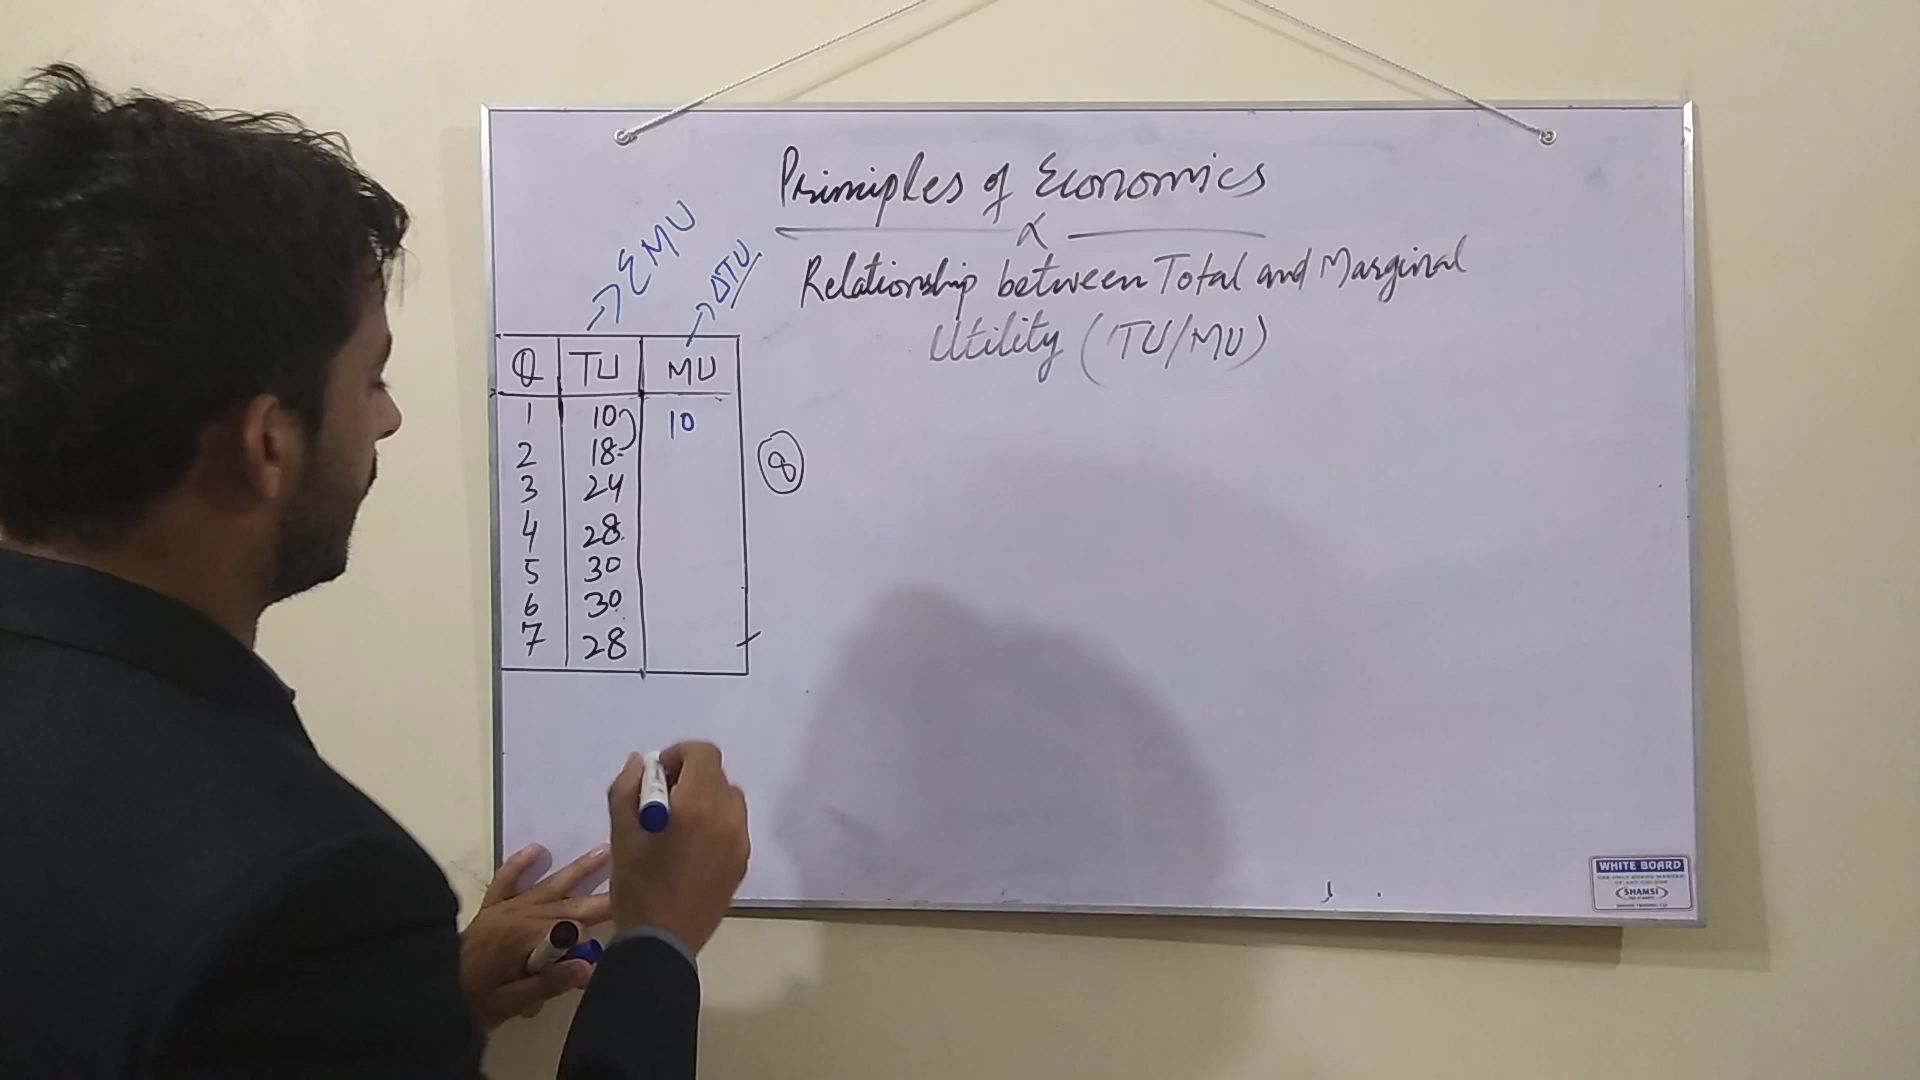 Principles of Economics
Relationship between Total and Marginal
Utility (TU/MU)
→ΣMU
→ΔTU
Q TU MU
1 10 10
2 18
3 24
4 28
5 30
6 30
7 28
8
WHITE BOARD
SHAMSI